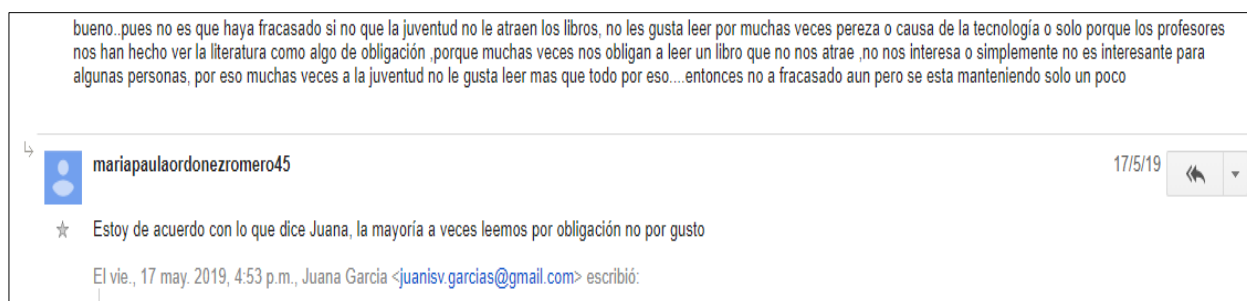 bueno..pues no es que haya fracasado si no que la juventud no le atraen los libros, no les gusta leer por muchas veces pereza o causa de la tecnología o solo porque los profesores
nos han hecho ver la literatura como algo de obligación ,porque muchas veces nos obligan a leer un libro que no nos atrae ,no nos interesa o simplemente no es interesante para
algunas personas, por eso muchas veces a la juventud no le gusta leer mas que todo por eso....entonces no a fracasado aun pero se esta manteniendo solo un poco
mariapaulaordonezromero45 17/5/19
Estoy de acuerdo con lo que dice Juana, la mayoría a veces leemos por obligación no por gusto
El vie., 17 may. 2019, 4:53 p.m., Juana Garcia <juanisv.garcias@gmail.com> escribió: